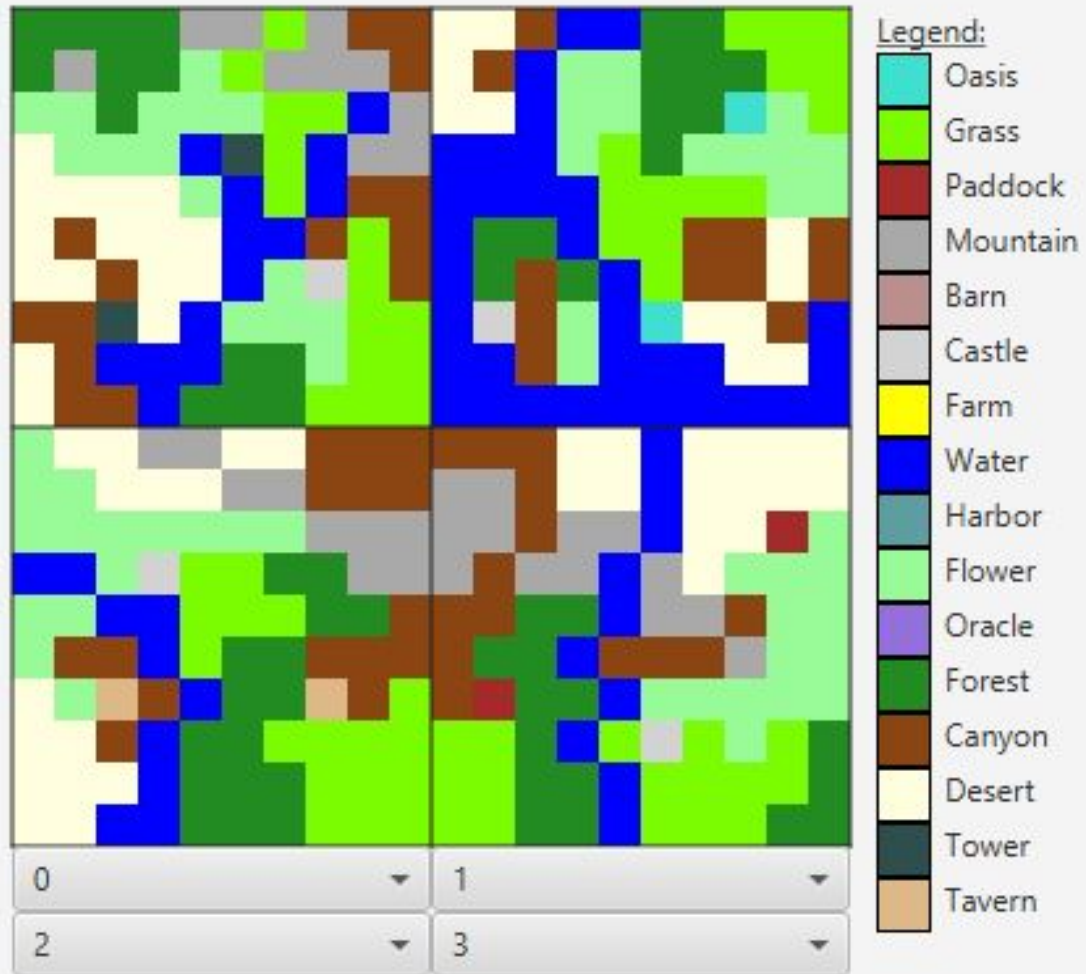 Legend:
Oasis
Grass
Paddock
Mountain
Barn
Castle
Farm
Water
Harbor
Flower
Oracle
Forest
Canyon
Desert
Tower
Tavern
0
1
2
3